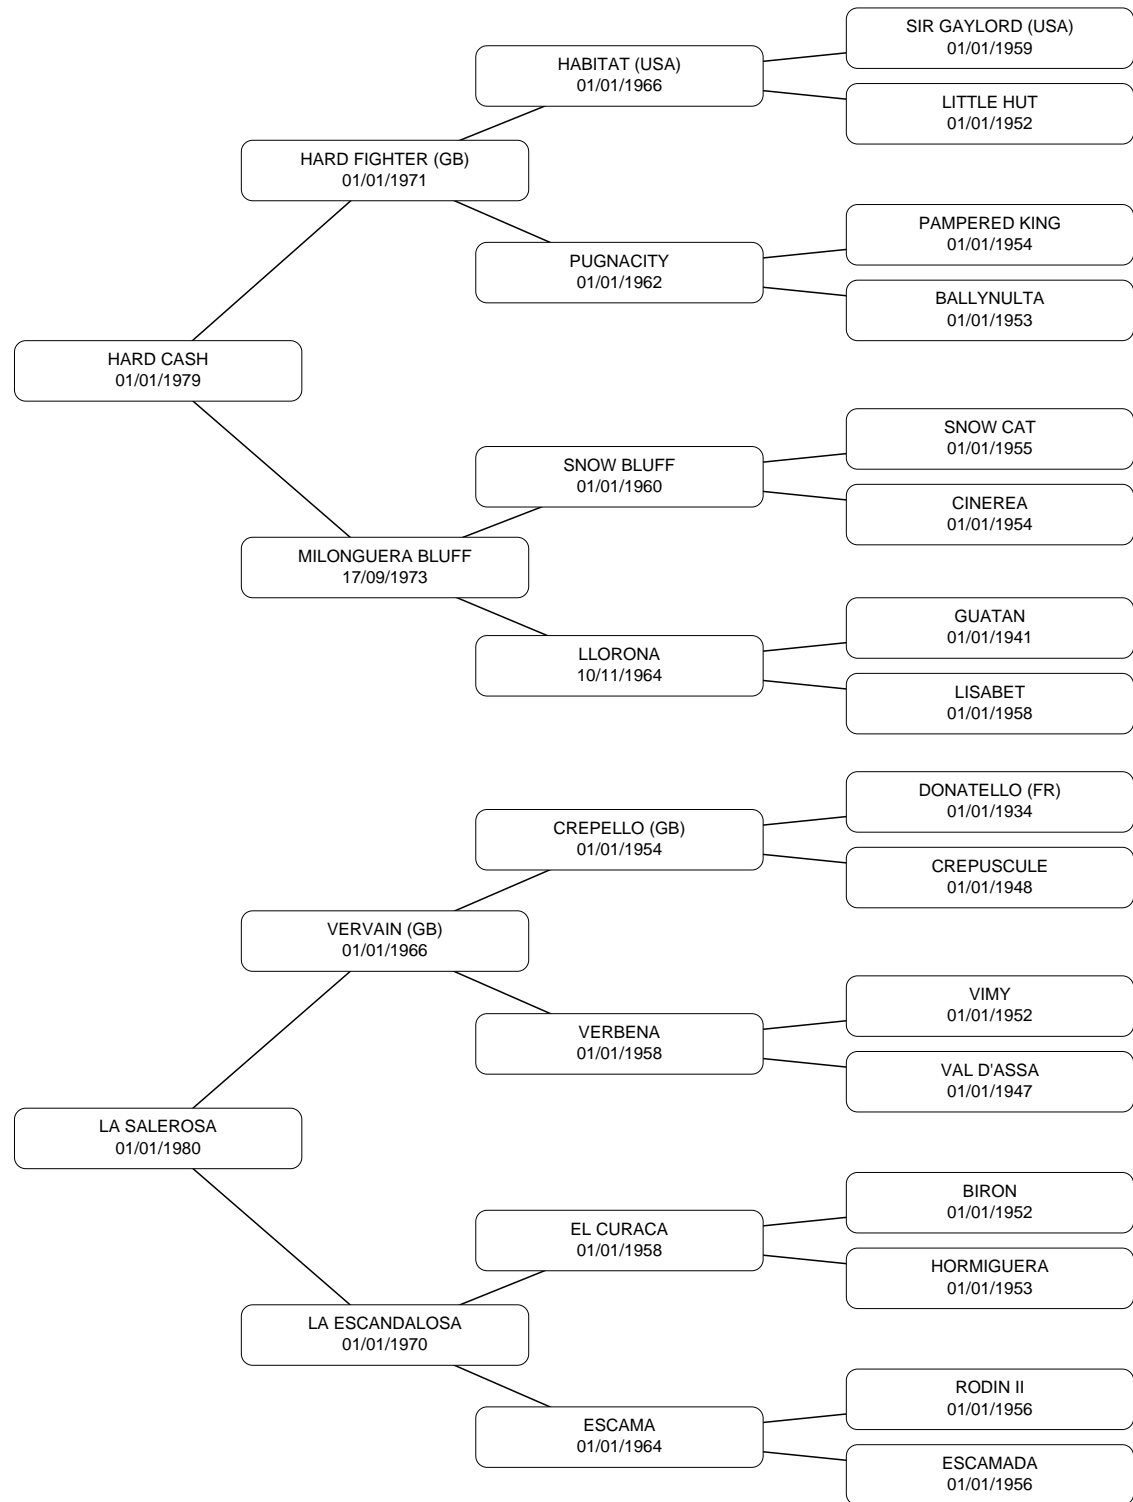 SIR GAYLORD (USA)
01/01/1959
HABITAT (USA)
01/01/1966
LITTLE HUT
01/01/1952
HARD FIGHTER (GB)
01/01/1971
PAMPERED KING
01/01/1954
PUGNACITY
01/01/1962
BALLYNULTA
01/01/1953
HARD CASH
01/01/1979
SNOW CAT
01/01/1955
SNOW BLUFF
01/01/1960
CINEREA
01/01/1954
MILONGUERA BLUFF
17/09/1973
GUATAN
01/01/1941
LLORONA
10/11/1964
LISABET
01/01/1958
DONATELLO (FR)
01/01/1934
CREPELLO (GB)
01/01/1954
CREPUSCULE
01/01/1948
VERVAIN (GB)
01/01/1966
VIMY
01/01/1952
VERBENA
01/01/1958
VAL D'ASSA
01/01/1947
LA SALEROSA
01/01/1980
BIRON
01/01/1952
EL CURACA
01/01/1958
HORMIGUERA
01/01/1953
LA ESCANDALOSA
01/01/1970
RODIN II
01/01/1956
ESCAMA
01/01/1964
ESCAMADA
01/01/1956